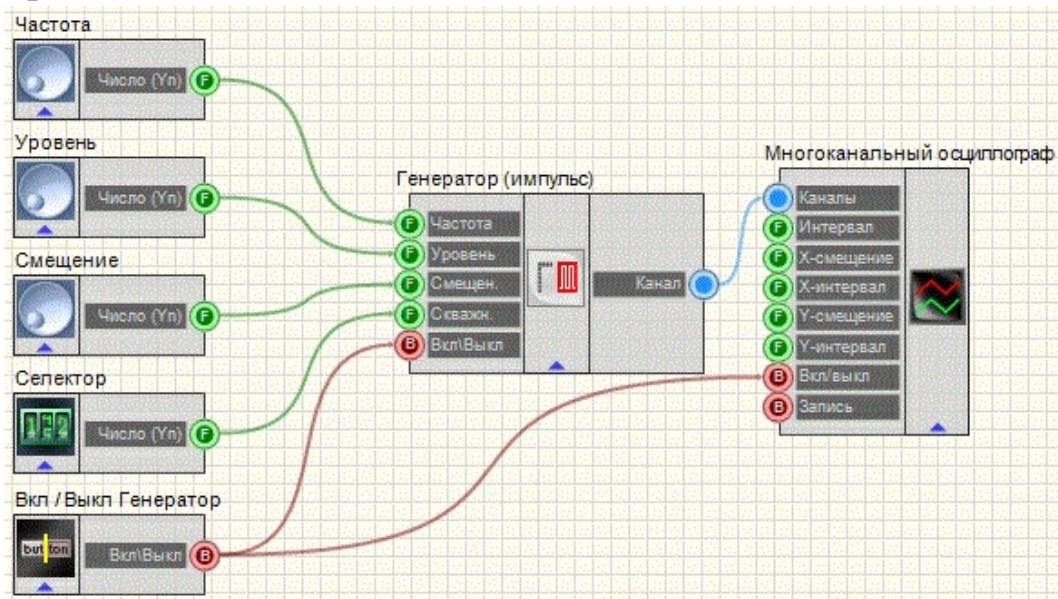 Частота
Число (Yn) F
Уровень
Число (Yn) F
Смещение
Число (Yn) F
Селектор
Число (Yn) F
Вкл / Выкл Генератор
button
Вкл\Выкл B
Генератор (импульс)
F Частота
F Уровень
F Смещен.
F Скважн.
B Вкл\Выкл
Канал
Многоканальный осциллограф
Каналы
F Интервал
F X-смещение
F X-интервал
F Y-смещение
F Y-интервал
B Вкл/выкл
B Запись